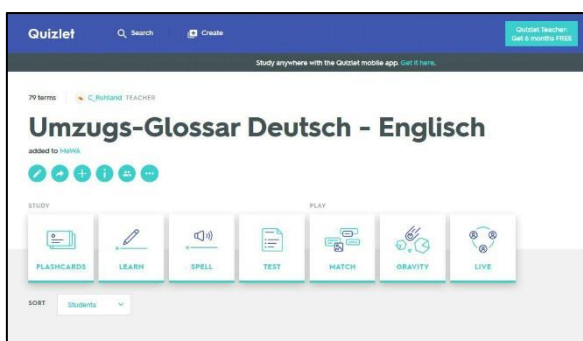 Quizlet Search Create Quizlet Teacher:
Get 6 months FREE
Study anywhere with the Quizlet mobile app. Get it here.
79 terms C_Ruhland TEACHER
Umzugs-Glossar Deutsch - Englisch
added to HeWA
STUDY PLAY
FLASHCARDS LEARN SPELL TEST MATCH GRAVITY LIVE
SORT Students